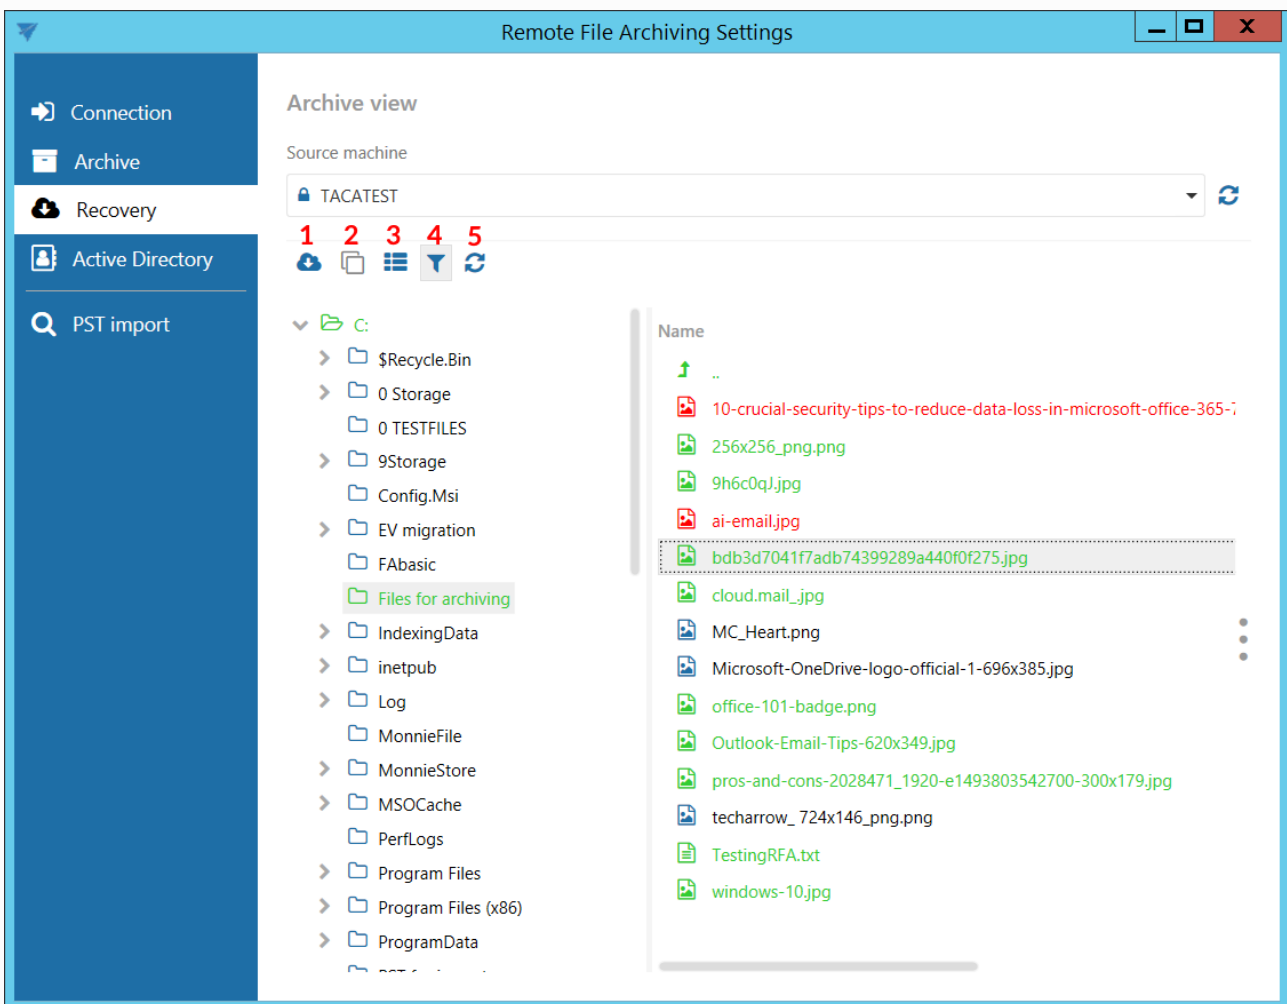 Remote File Archiving Settings
X
Connection
Archive
Recovery
Active Directory
PST import
Archive view
Source machine
TACATEST
1 2 3 4 5
C:
$Recycle.Bin
0 Storage
0 TESTFILES
9Storage
Config.Msi
EV migration
FAbasic
Files for archiving
IndexingData
inetpub
Log
MonnieFile
MonnieStore
MSOCache
PerfLogs
Program Files
Program Files (x86)
ProgramData
Name
..
10-crucial-security-tips-to-reduce-data-loss-in-microsoft-office-365-
256x256_png.png
9h6c0qJ.jpg
ai-email.jpg
bdb3d7041f7adb74399289a440f0f275.jpg
cloud.mail_.jpg
MC_Heart.png
Microsoft-OneDrive-logo-official-1-696x385.jpg
office-101-badge.png
Outlook-Email-Tips-620x349.jpg
pros-and-cons-2028471_1920-e1493803542700-300x179.jpg
techarrow_ 724x146_png.png
TestingRFA.txt
windows-10.jpg